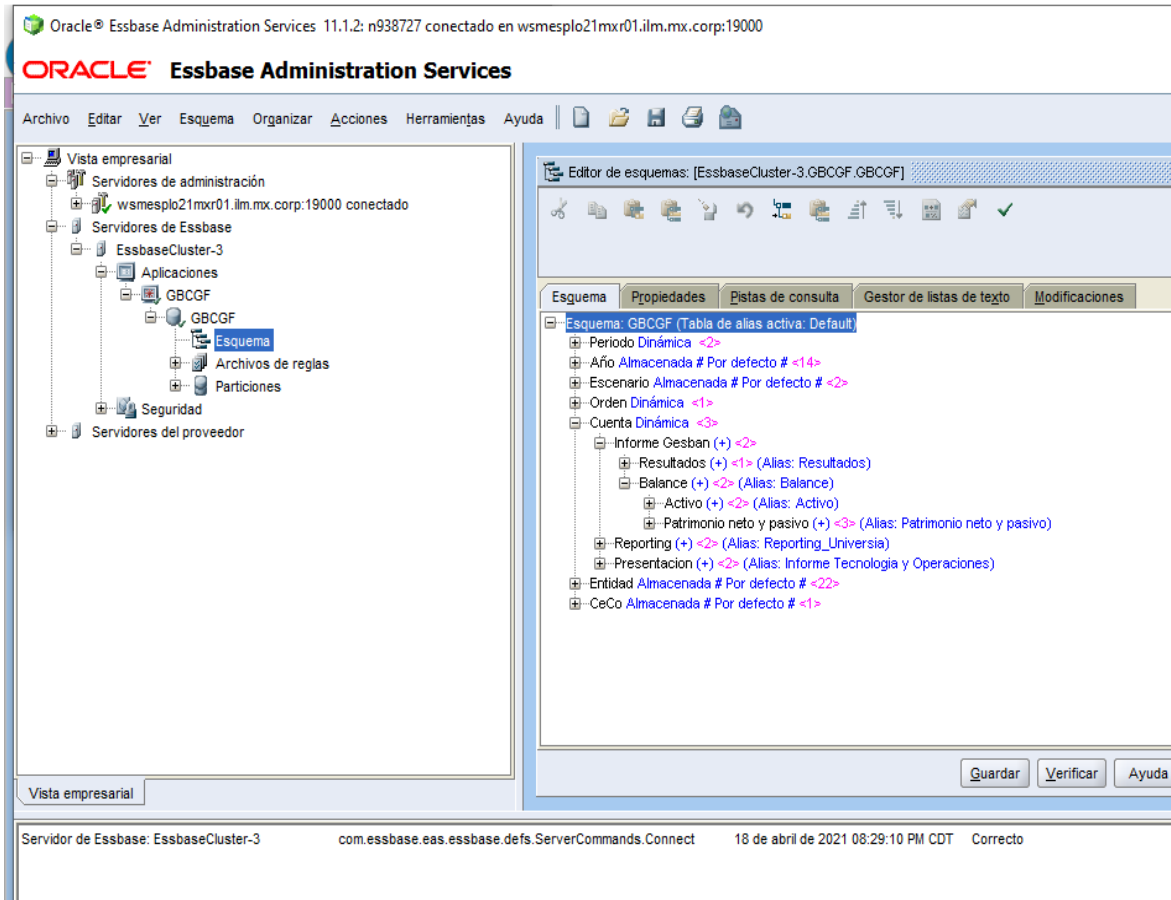 Oracle® Essbase Administration Services 11.1.2: n938727 conectado en wsmesplo21mxr01.ilm.mx.corp:19000
ORACLE® Essbase Administration Services
Archivo Editar Ver Esquema Organizar Acciones Herramientas Ayuda
Vista empresarial
Servidores de administración
wsmesplo21mxr01.ilm.mx.corp:19000 conectado
Servidores de Essbase
EssbaseCluster-3
Aplicaciones
GBCGF
GBCGF
Esquema
Archivos de reglas
Particiones
Seguridad
Servidores del proveedor
Vista empresarial
Editor de esquemas: [EssbaseCluster-3.GBCGF.GBCGF]
Esquema Propiedades Pistas de consulta Gestor de listas de texto Modificaciones
Esquema: GBCGF (Tabla de alias activa: Default)
Periodo Dinámica <2>
Año Almacenada # Por defecto # <14>
Escenario Almacenada # Por defecto # <2>
Orden Dinámica <1>
Cuenta Dinámica <3>
Informe Gesban (+) <2>
Resultados (+) <1> (Alias: Resultados)
Balance (+) <2> (Alias: Balance)
Activo (+) <2> (Alias: Activo)
Patrimonio neto y pasivo (+) <3> (Alias: Patrimonio neto y pasivo)
Reporting (+) <2> (Alias: Reporting_Universia)
Presentacion (+) <2> (Alias: Informe Tecnologia y Operaciones)
Entidad Almacenada # Por defecto # <22>
CeCo Almacenada # Por defecto # <1>
Guardar Verificar Ayuda
Servidor de Essbase: EssbaseCluster-3 com.essbase.eas.essbase.defs.ServerCommands.Connect 18 de abril de 2021 08:29:10 PM CDT Correcto